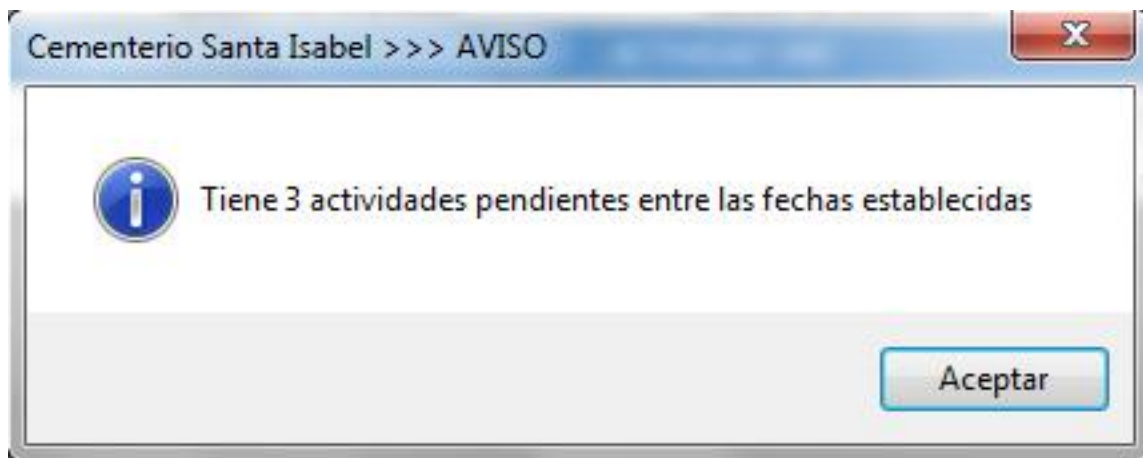 Cementerio Santa Isabel >>> AVISO
Tiene 3 actividades pendientes entre las fechas establecidas
Aceptar